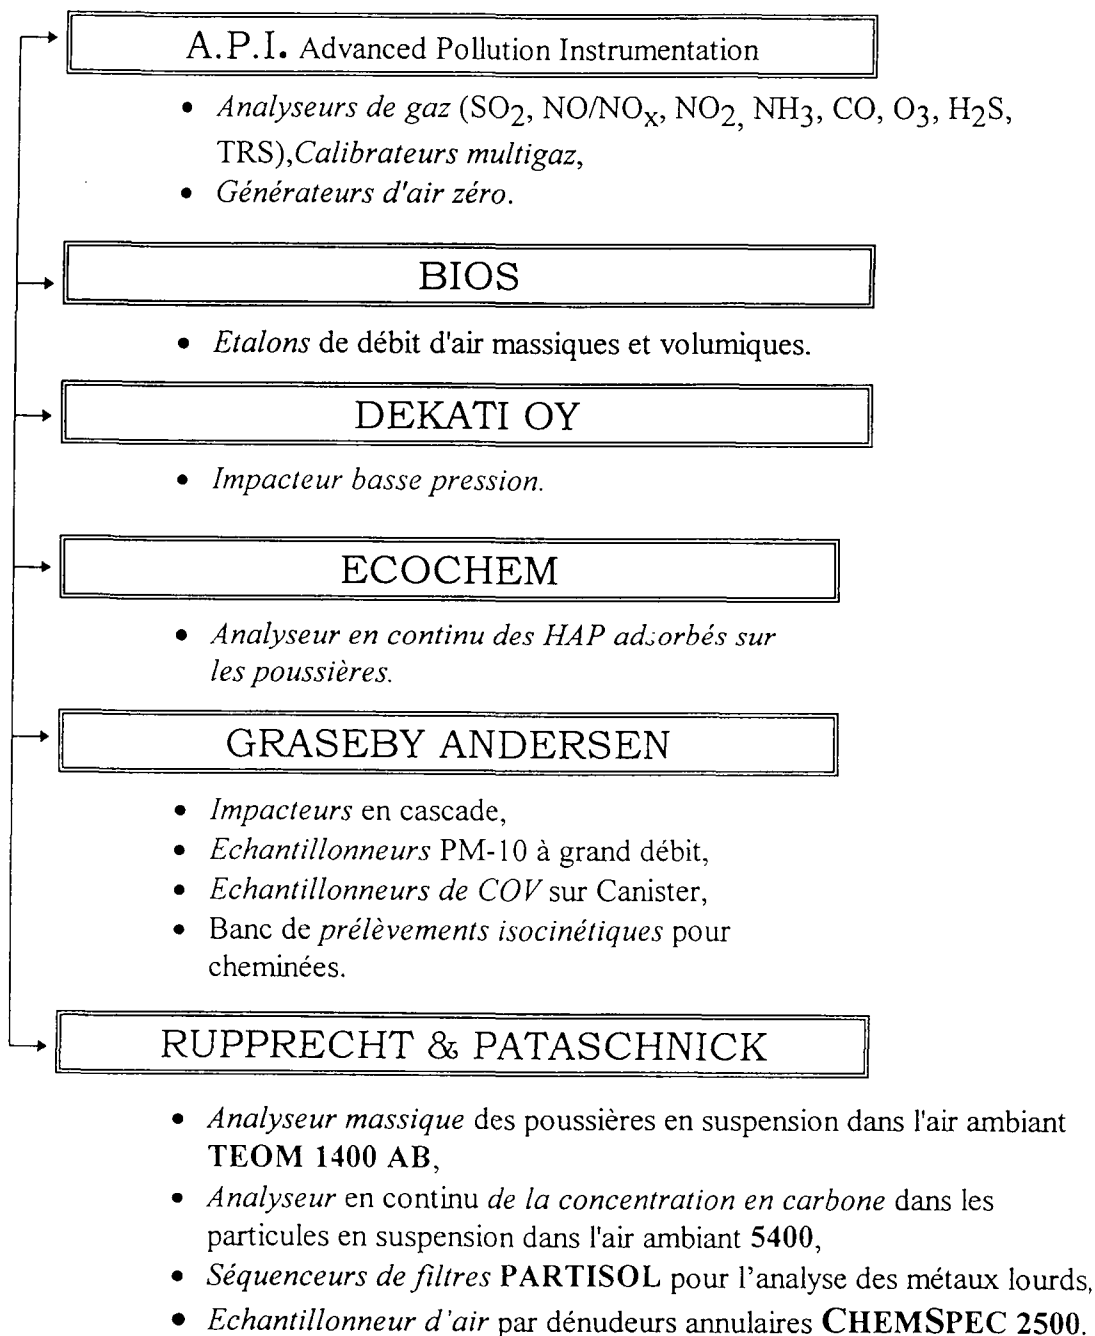 A.P.I. Advanced Pollution Instrumentation
• Analyseurs de gaz (SO2, NO/NOx, NO2, NH3, CO, O3, H2S,
TRS),Calibrateurs multigaz,
• Générateurs d'air zéro.
BIOS
• Etalons de débit d'air massiques et volumiques.
DEKATI OY
• Impacteur basse pression.
ECOCHEM
• Analyseur en continu des HAP adsorbés sur
les poussières.
GRASEBY ANDERSEN
• Impacteurs en cascade,
• Echantillonneurs PM-10 à grand débit,
• Echantillonneurs de COV sur Canister,
• Banc de prélèvements isocinétiques pour
cheminées.
RUPPRECHT & PATASCHNICK
• Analyseur massique des poussières en suspension dans l'air ambiant
TEOM 1400 AB,
• Analyseur en continu de la concentration en carbone dans les
particules en suspension dans l'air ambiant 5400,
• Séquenceurs de filtres PARTISOL pour l’analyse des métaux lourds,
• Echantillonneur d’air par dénudeurs annulaires CHEMSPEC 2500.